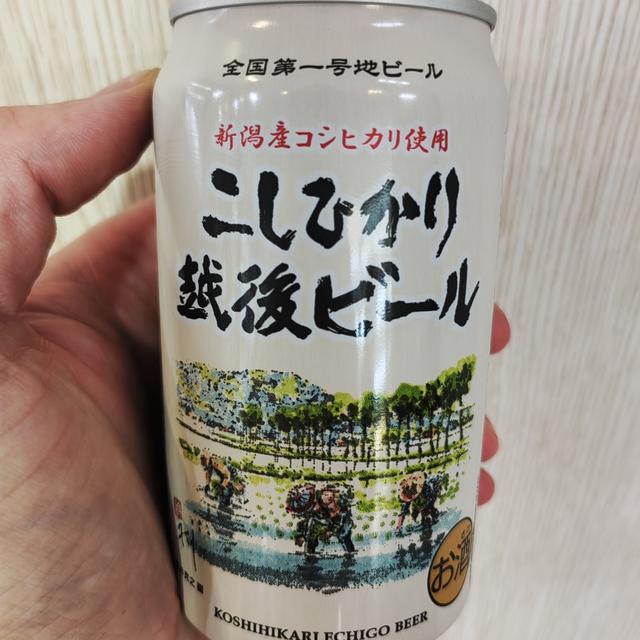 全国第一号地ビール
新潟産コシヒカリ使用
こしひかり
越後ビール
お酒
KOSHIHIKARI ECHIGO BEER